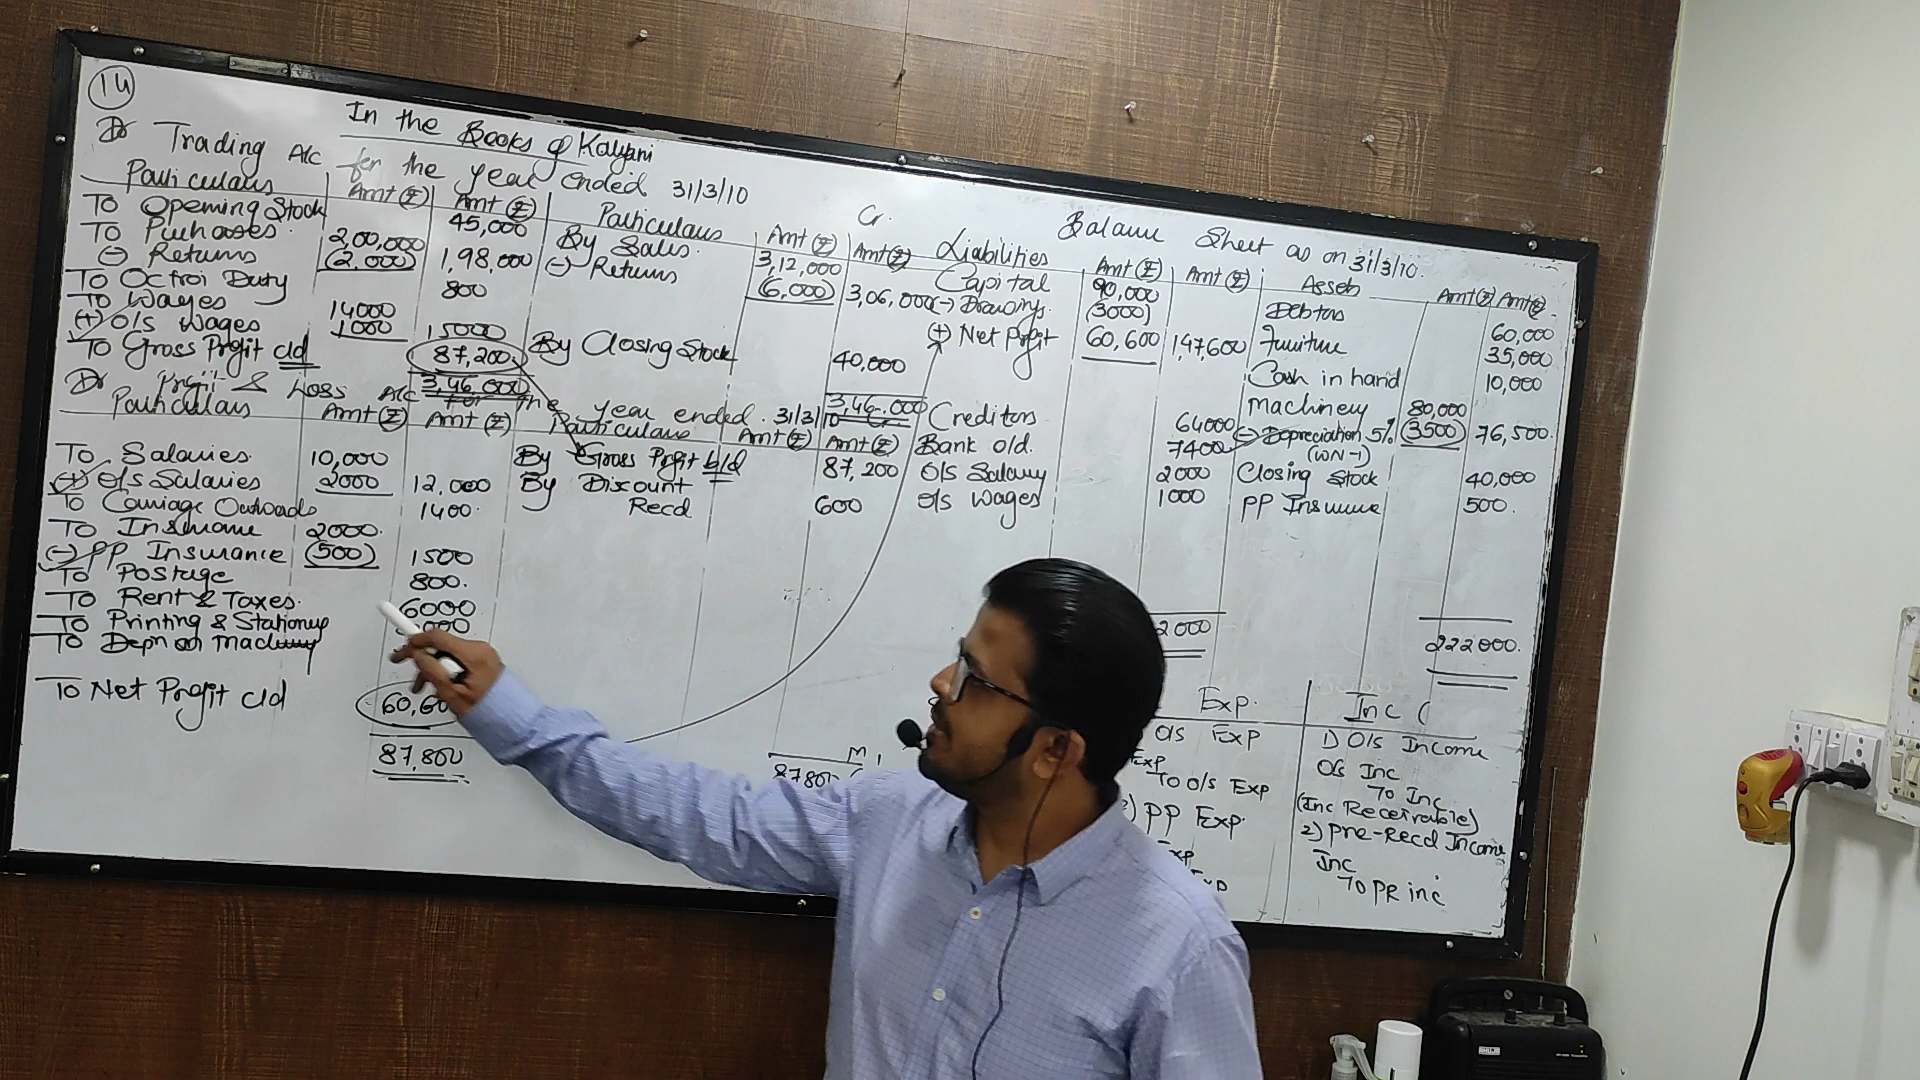 14
In the Books of Kalyani
Dr Trading A/c for the year ended 31/3/10 Cr.
Particulars Amt (₹) Amt (₹) Particulars Amt (₹) Amt (₹)
To Opening Stock 45,000 By Sales 3,12,000
To Purchases 2,00,000 (-) Returns (6,000) 3,06,000
(-) Returns (2,000) 1,98,000
To Octroi Duty 800
To Wages 14000
(+) O/s Wages 1000 15000 By Closing Stock 40,000
To Gross Profit c/d 87,200
3,46,000 3,46,000
Dr Profit & Loss A/c for the year ended 31/3/10
Particulars Amt (₹) Amt (₹) Particulars Amt (₹) Amt (₹)
To Salaries 10,000 By Gross Profit b/d 87,200
(+) O/s Salaries 2000 12,000 By Discount
To Carriage Outwards 1400 Recd 600
To Insurance 2000
(-) PP Insurance (500) 1500
To Postage 800
To Rent & Taxes 6000
To Printing & Stationery
To Depn on Machinery
To Net Profit c/d
87,800
Balance Sheet as on 31/3/10
Liabilities Amt (₹) Amt (₹) Assets Amt (₹) Amt (₹)
Capital 90,000 Debtors 60,000
(-) Drawings (3000) Furniture 35,000
(+) Net Profit 60,600 1,47,600 Cash in hand 10,000
Creditors 64000 Machinery 80,000
Bank o/d. 7400 (-) Depreciation 5% (3500) 76,500
(WN-1)
O/s Salary 2000 Closing Stock 40,000
O/s Wages 1000 PP Insurance 500
222000
Exp. Inc
O/s Exp 1) O/s Income
Exp O/s Inc
To O/s Exp To Inc
(Inc Receivable)
) PP Exp. 2) Pre-Recd Income
Exp Inc
Exp To PR inc